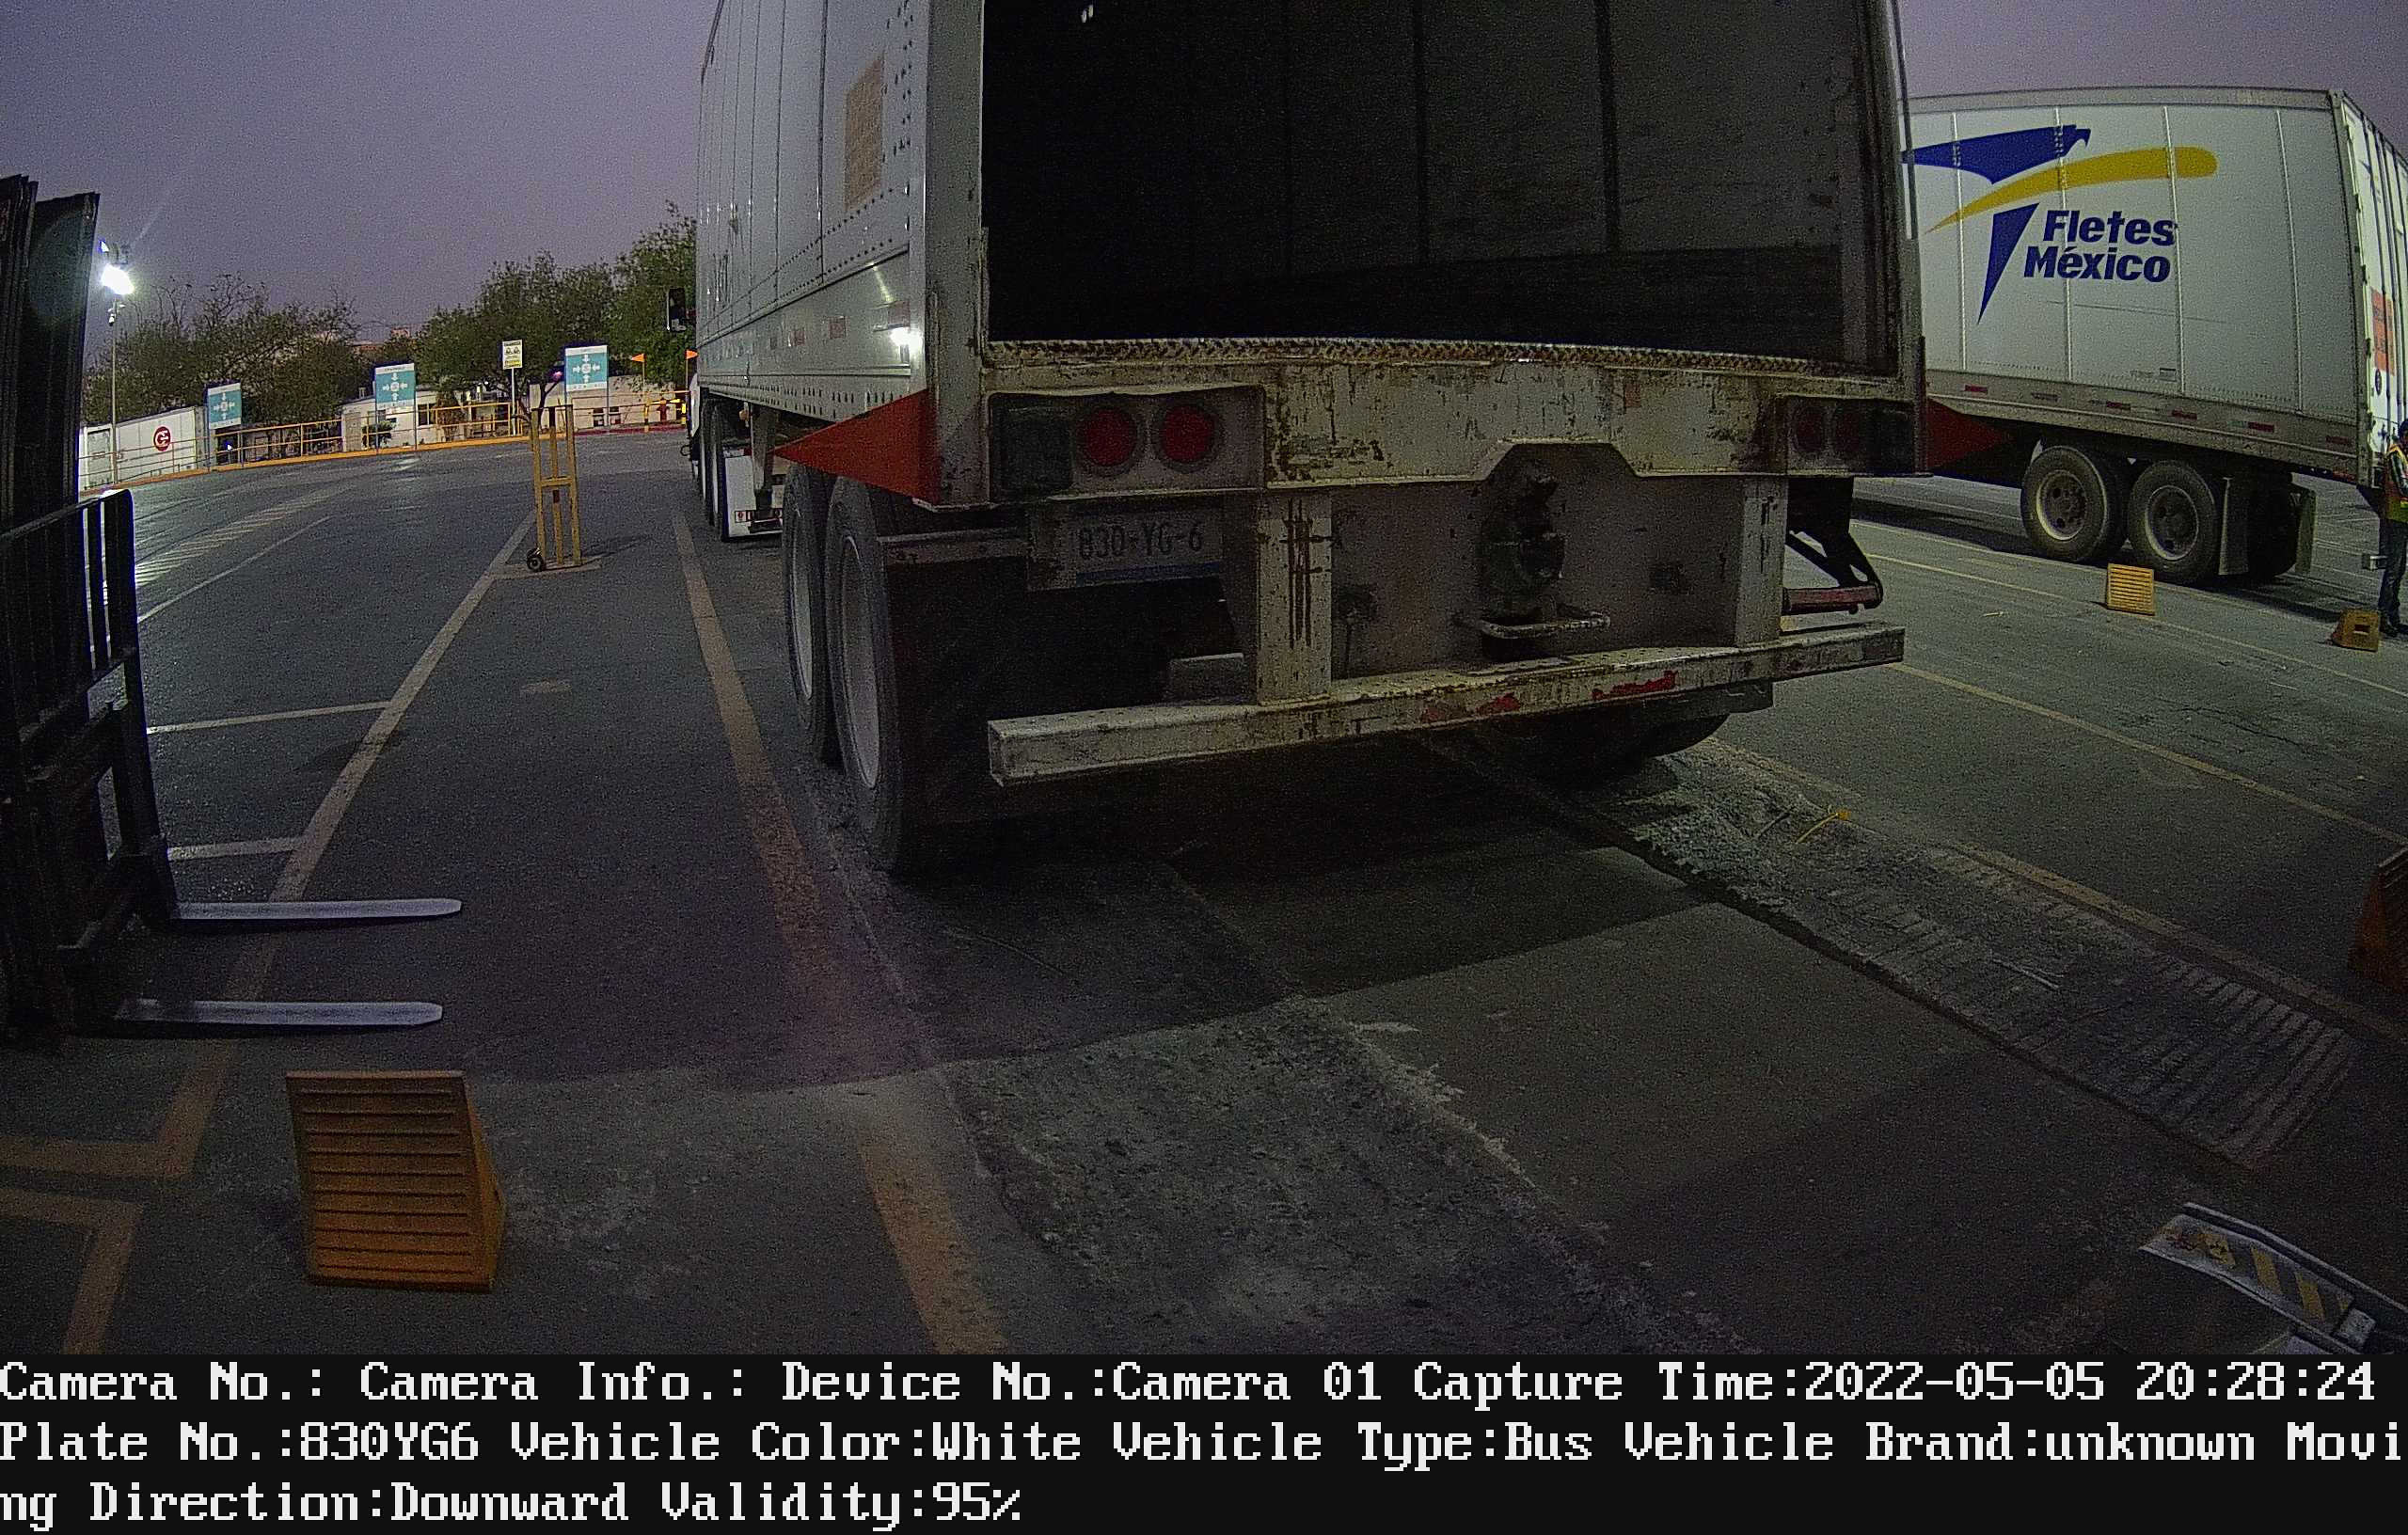 Fletes
México
830-YG-6
Camera No.: Camera Info.: Device No.:Camera 01 Capture Time:2022-05-05 20:28:24
Plate No.:830YG6 Vehicle Color:White Vehicle Type:Bus Vehicle Brand:unknown Movi
ng Direction:Downward Validity:95%